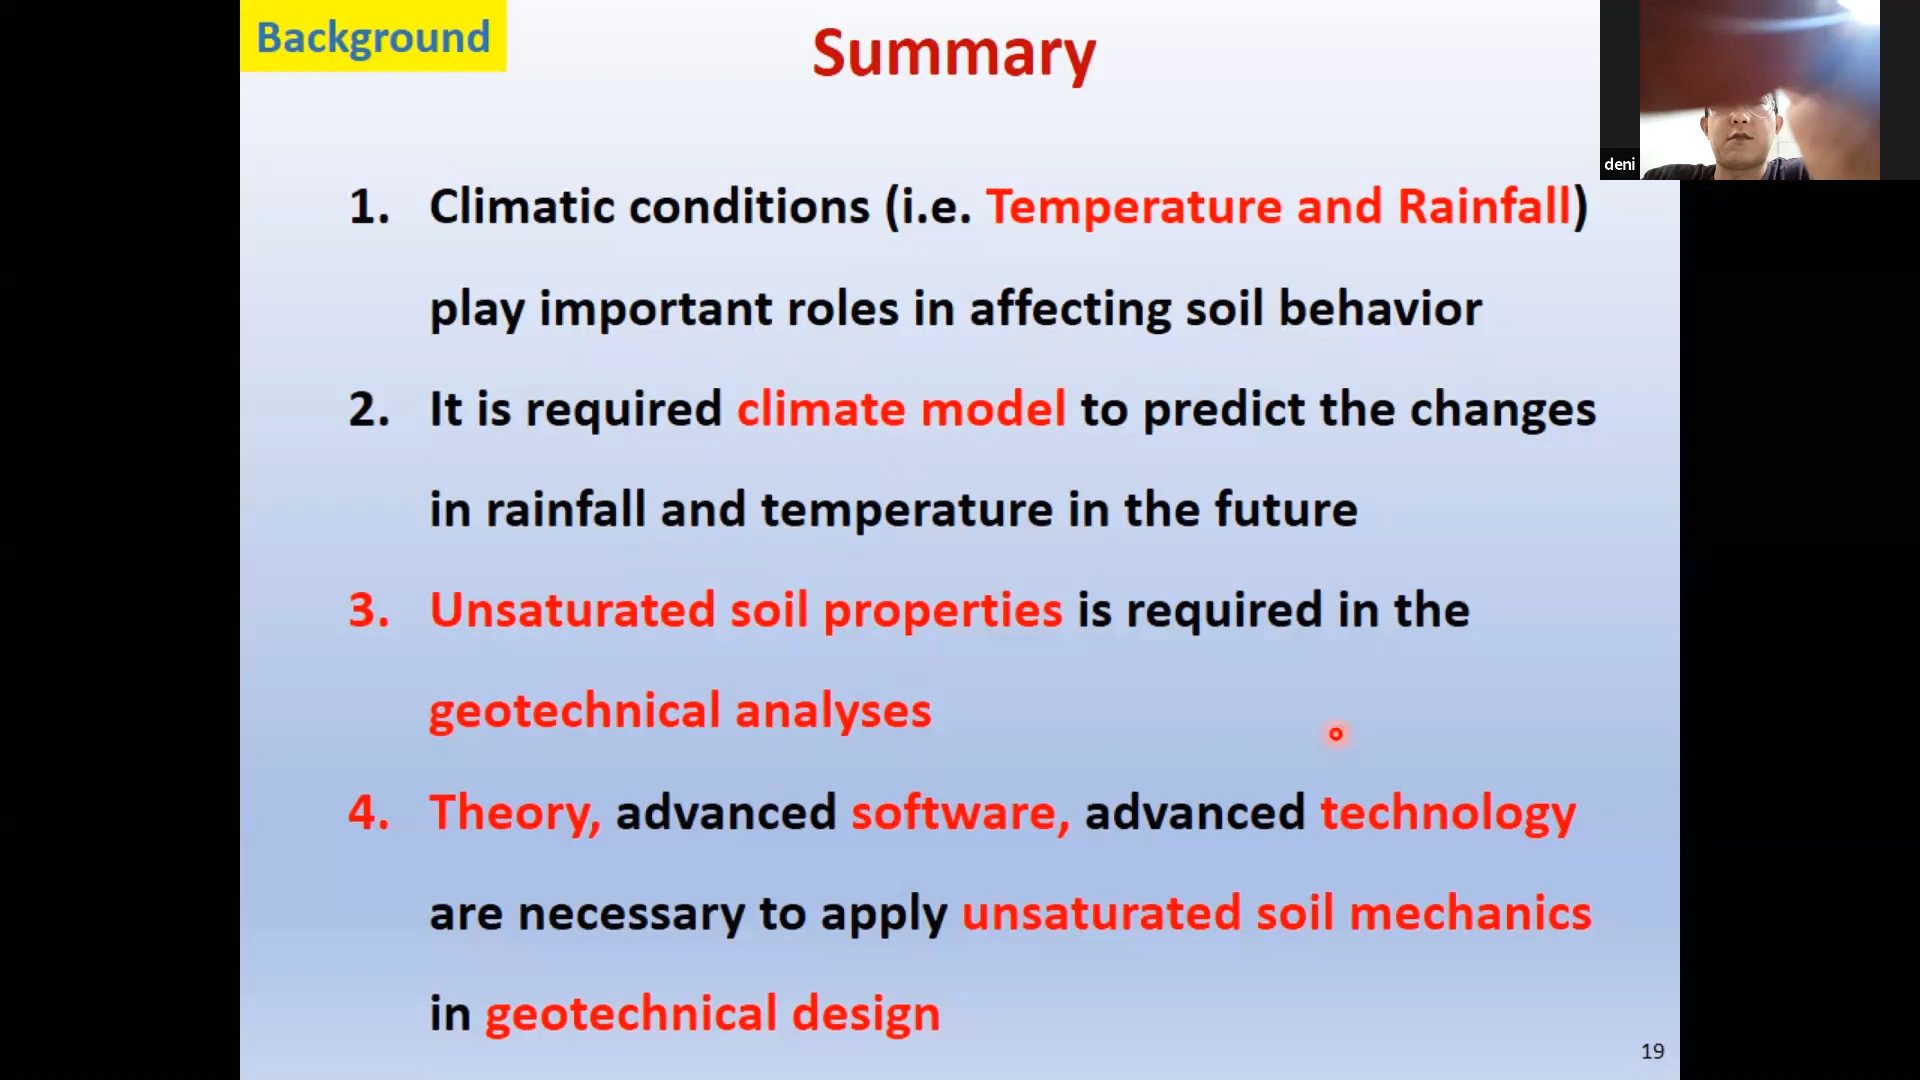 Background
Summary
deni
1. Climatic conditions (i.e. Temperature and Rainfall)
play important roles in affecting soil behavior
2. It is required climate model to predict the changes
in rainfall and temperature in the future
3. Unsaturated soil properties is required in the
geotechnical analyses
4. Theory, advanced software, advanced technology
are necessary to apply unsaturated soil mechanics
in geotechnical design
19